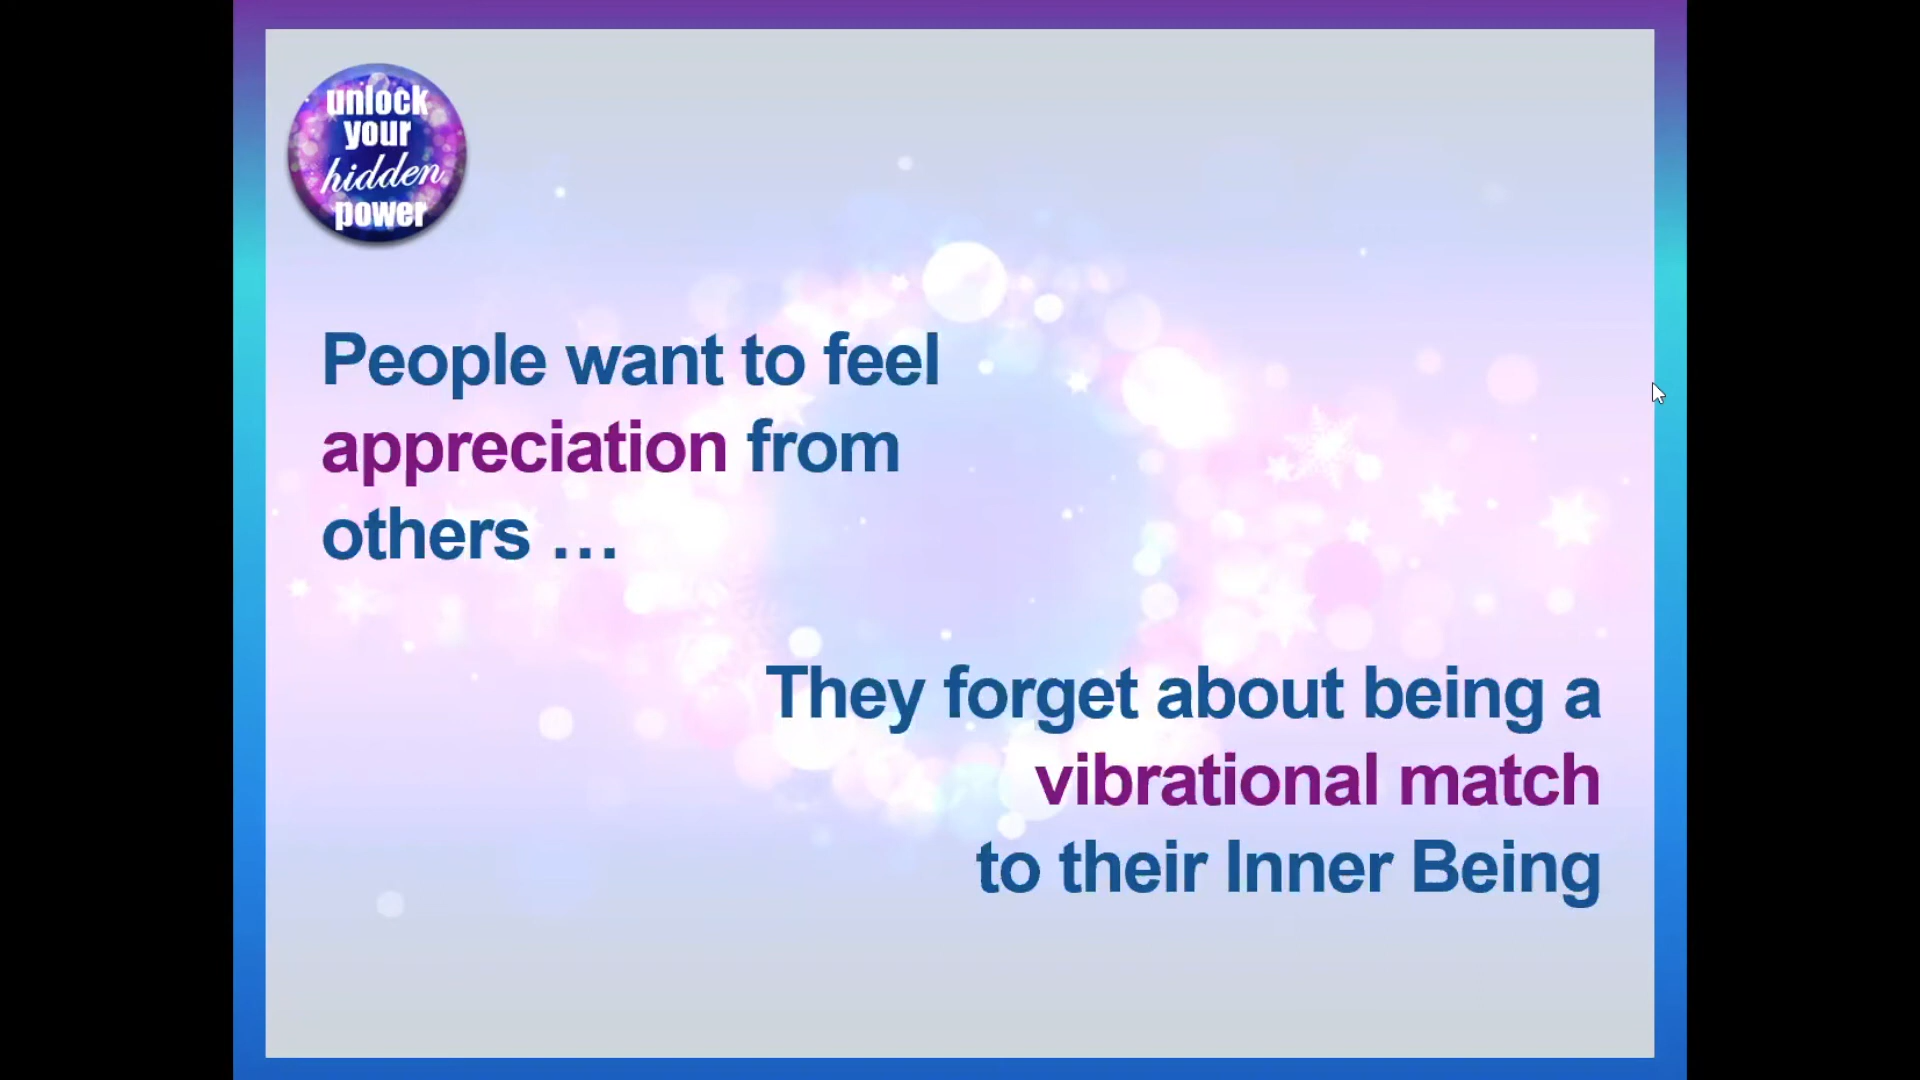 unlock
your
hidden
power
People want to feel
appreciation from
others …
They forget about being a
vibrational match
to their Inner Being